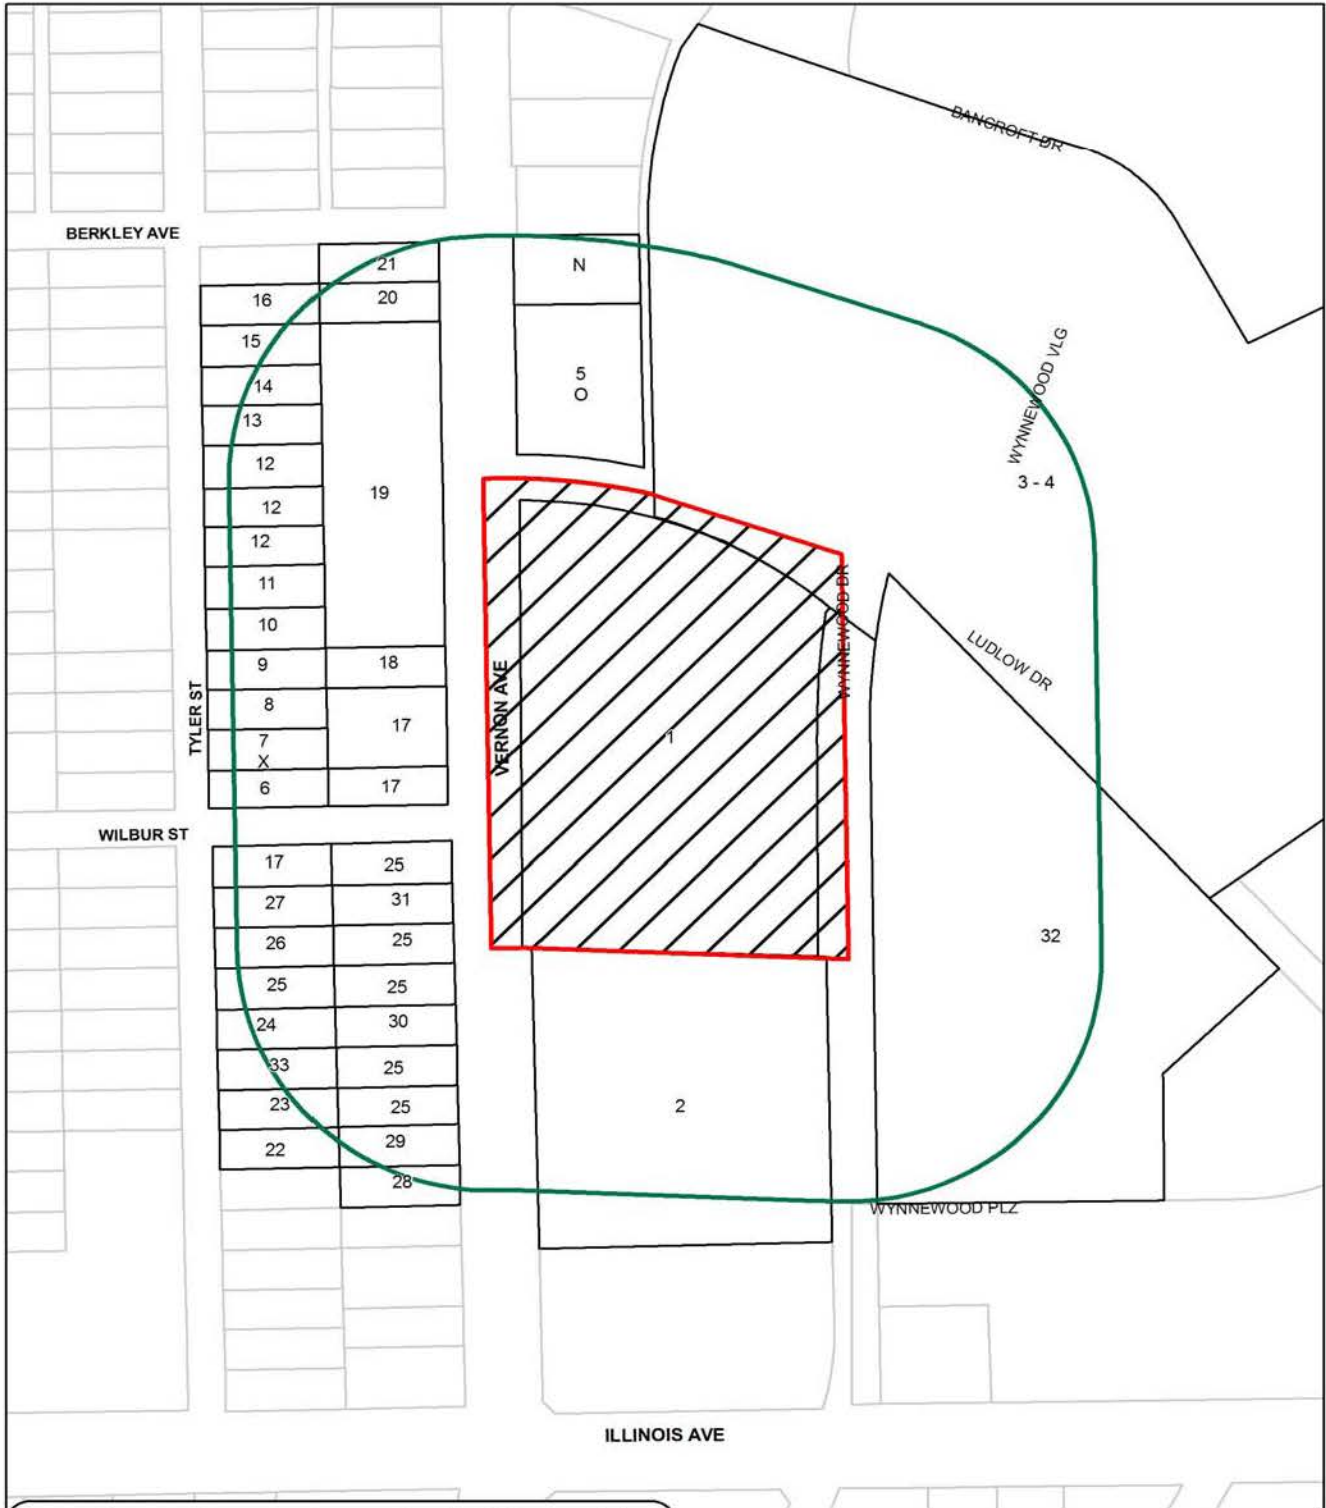 BANCROFT DR
BERKLEY AVE
21
N
16
20
15
5
O
14
13
WYNNEWOOD VLG
12
3 - 4
19
12
12
11
WYNNEWOOD DR
10
LUDLOW DR
9
18
8
TYLER ST
17
VERNON AVE
1
7
X
6
17
WILBUR ST
17
25
27
31
26
25
32
25
25
24
30
33
25
23
25
2
22
29
28
WYNNEWOOD PLZ
ILLINOIS AVE